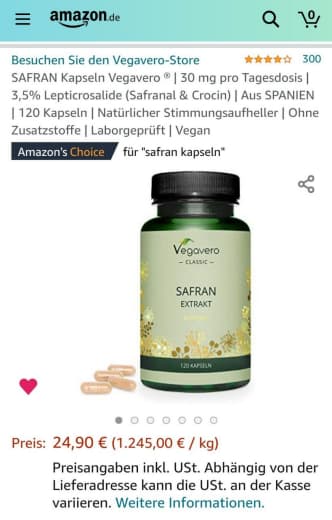 amazon.de
0
Besuchen Sie den Vegavero-Store
300
SAFRAN Kapseln Vegavero ® | 30 mg pro Tagesdosis |
3,5% Lepticrosalide (Safranal & Crocin) | Aus SPANIEN
| 120 Kapseln | Natürlicher Stimmungsaufheller | Ohne
Zusatzstoffe | Laborgeprüft | Vegan
Amazon's Choice für "safran kapseln"
Vegavero
CLASSIC
SAFRAN
EXTRAKT
120 KAPSELN
Preis: 24,90 € (1.245,00 € / kg)
Preisangaben inkl. USt. Abhängig von der
Lieferadresse kann die USt. an der Kasse
variieren. Weitere Informationen.